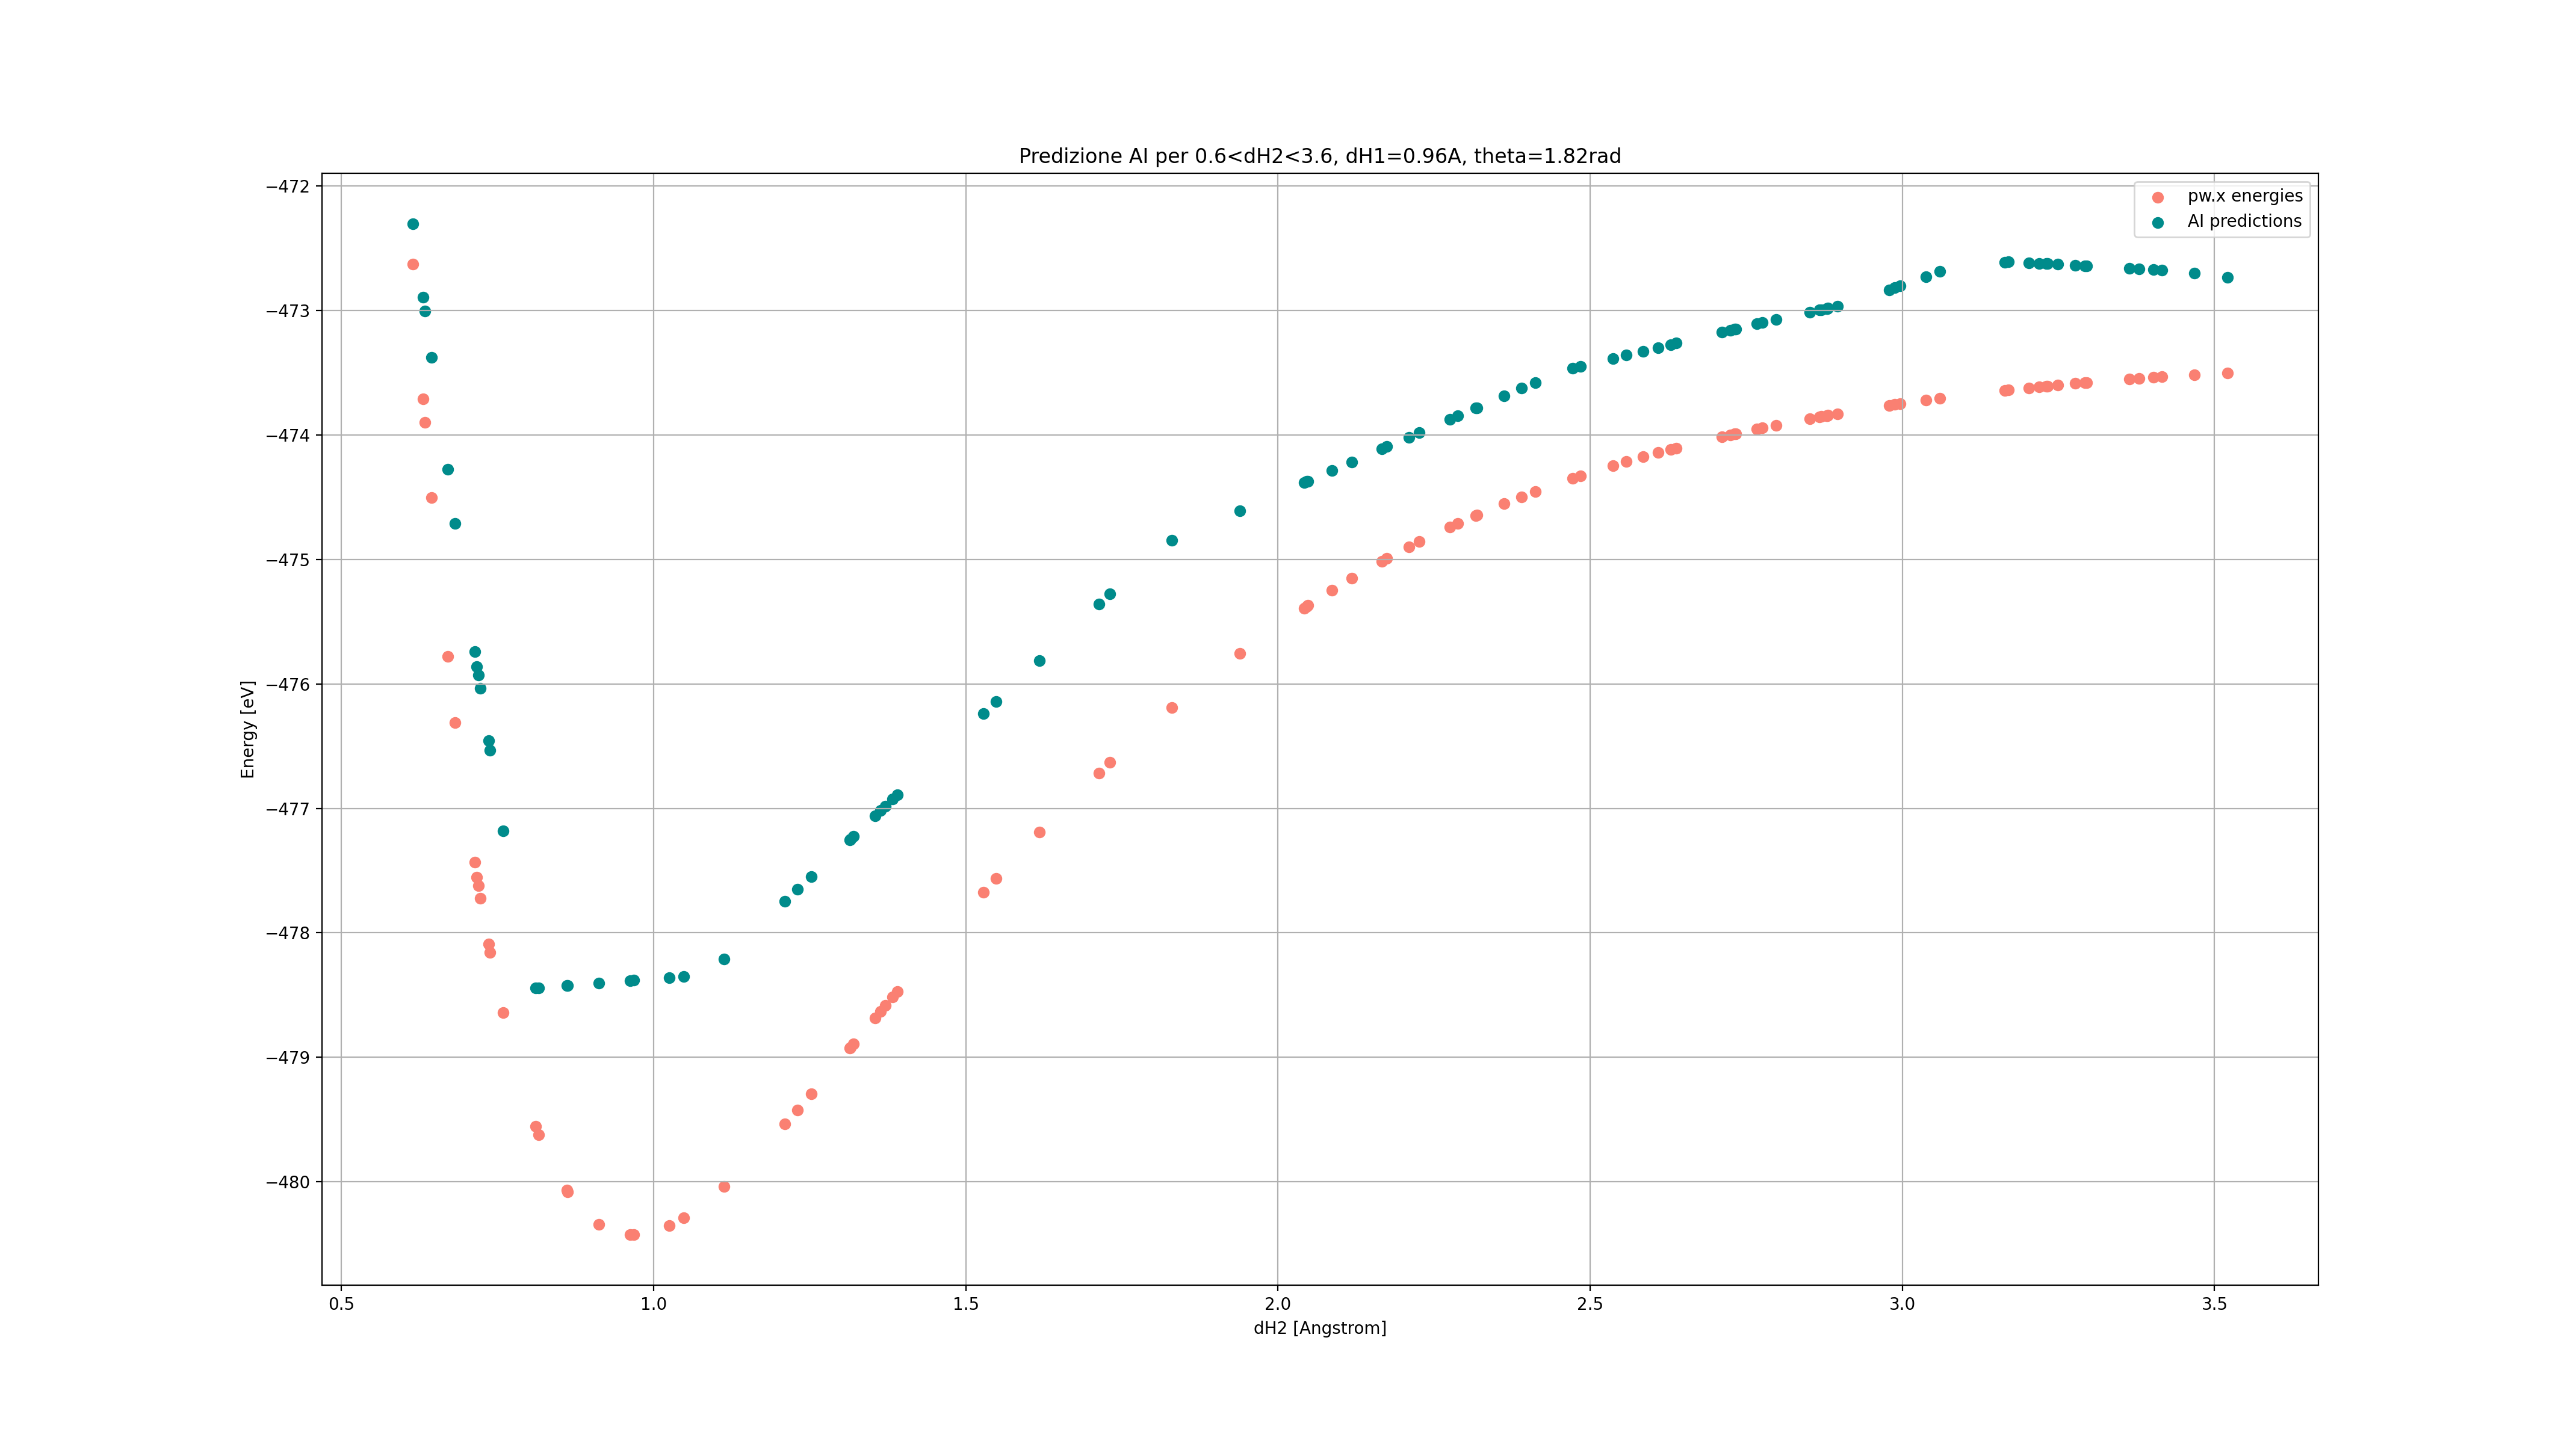 Predizione AI per 0.6<dH2<3.6, dH1=0.96A, theta=1.82rad
pw.x energies
AI predictions
−472
−473
−474
−475
−476
−477
−478
−479
−480
Energy [eV]
0.5 1.0 1.5 2.0 2.5 3.0 3.5
dH2 [Angstrom]